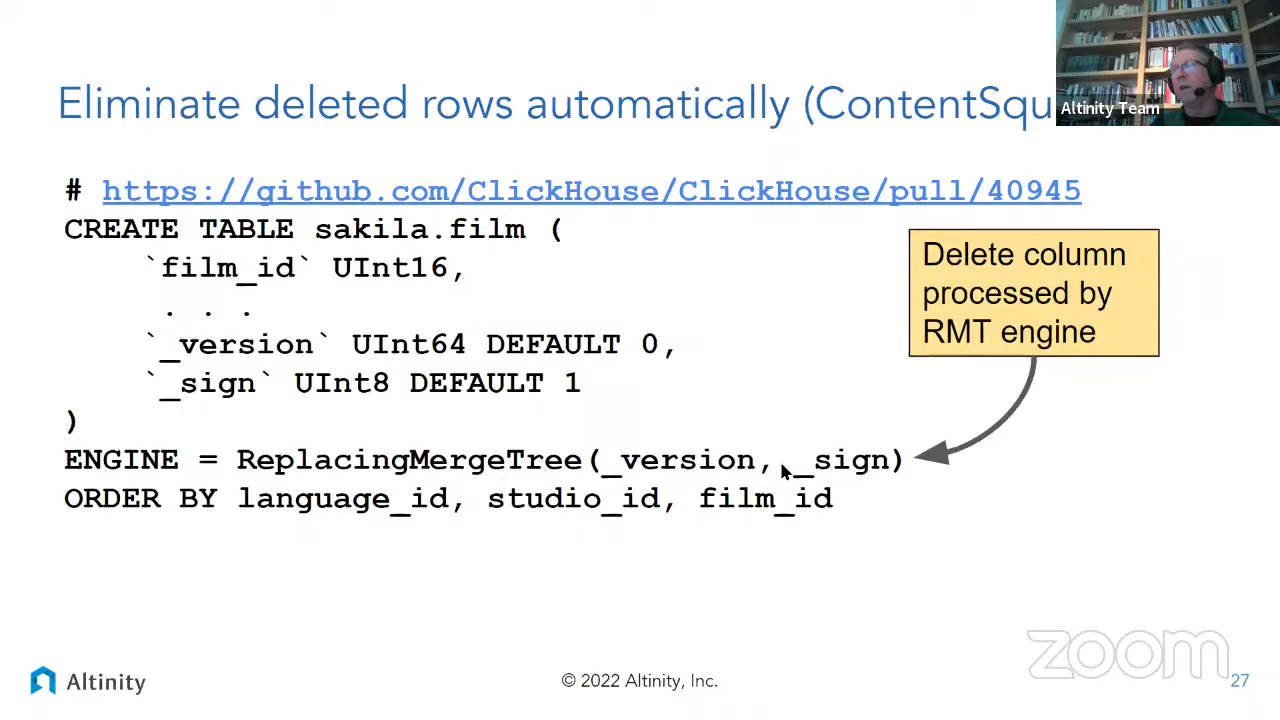 Eliminate deleted rows automatically (ContentSqu
Altinity Team
# https://github.com/ClickHouse/ClickHouse/pull/40945
CREATE TABLE sakila.film (
`film_id` UInt16,
. . .
`_version` UInt64 DEFAULT 0,
`_sign` UInt8 DEFAULT 1
)
ENGINE = ReplacingMergeTree(_version, _sign)
ORDER BY language_id, studio_id, film_id
Delete column
processed by
RMT engine
zoom
Altinity
© 2022 Altinity, Inc.
27